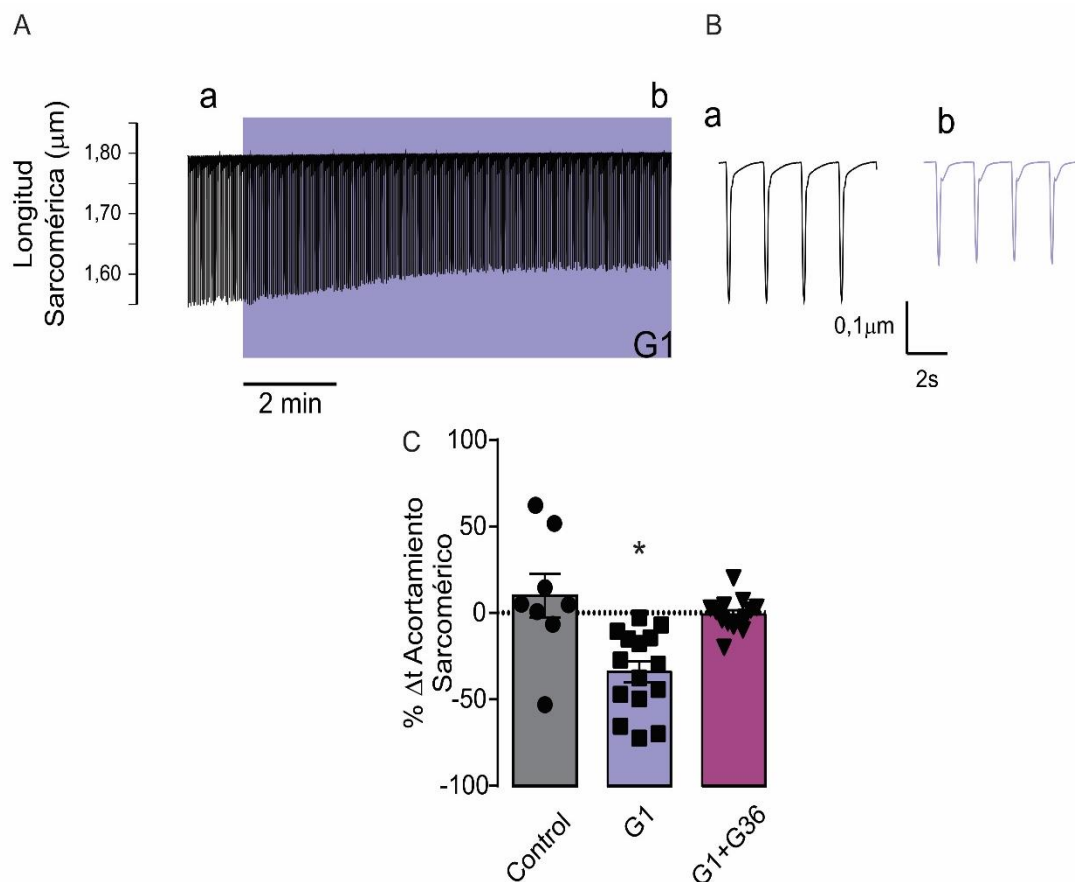 A
a
b
Longitud
Sarcomérica (μm)
1,80
1,70
1,60
G1
2 min
B
a
b
0,1μm
2s
C
% Δt Acortamiento
Sarcomérico
100
50
0
-50
-100
*
Control
G1
G1+G36